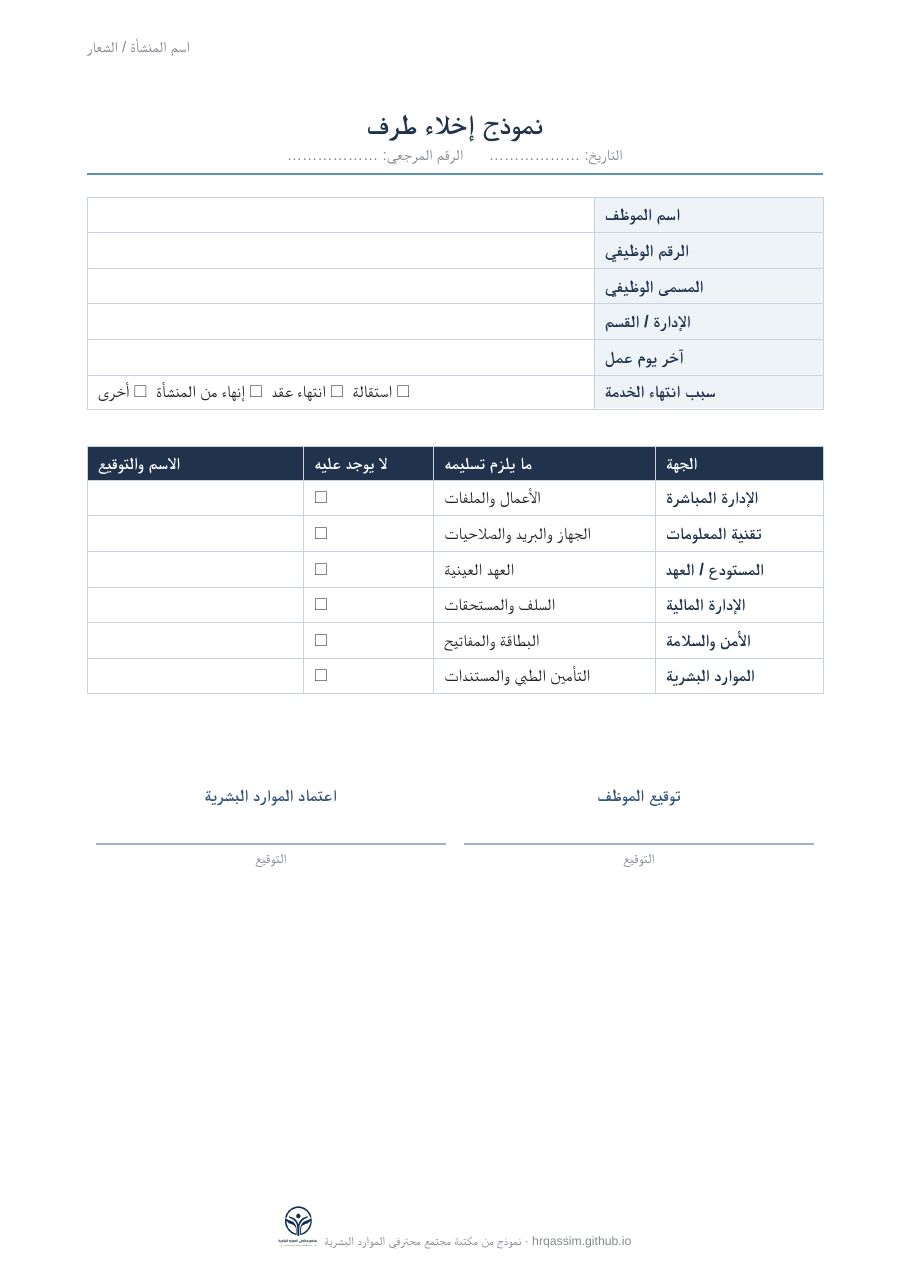 اسم المنشأة / الشعار
نموذج إخلاء طرف
التاريخ: ..................  الرقم المرجعي: ..................
اسم الموظف
الرقم الوظيفي
المسمى الوظيفي
الإدارة / القسم
آخر يوم عمل
سبب انتهاء الخدمة ☐ استقالة ☐ انتهاء عقد ☐ إنهاء من المنشأة ☐ أخرى
الجهة ما يلزم تسليمه لا يوجد عليه الاسم والتوقيع
الإدارة المباشرة الأعمال والملفات ☐
تقنية المعلومات الجهاز والبريد والصلاحيات ☐
المستودع / العهد العهد العينية ☐
الإدارة المالية السلف والمستحقات ☐
الأمن والسلامة البطاقة والمفاتيح ☐
الموارد البشرية التأمين الطبي والمستندات ☐
توقيع الموظف اعتماد الموارد البشرية
التوقيع التوقيع
نموذج من مكتبة مجتمع محترفي الموارد البشرية · hrqassim.github.io